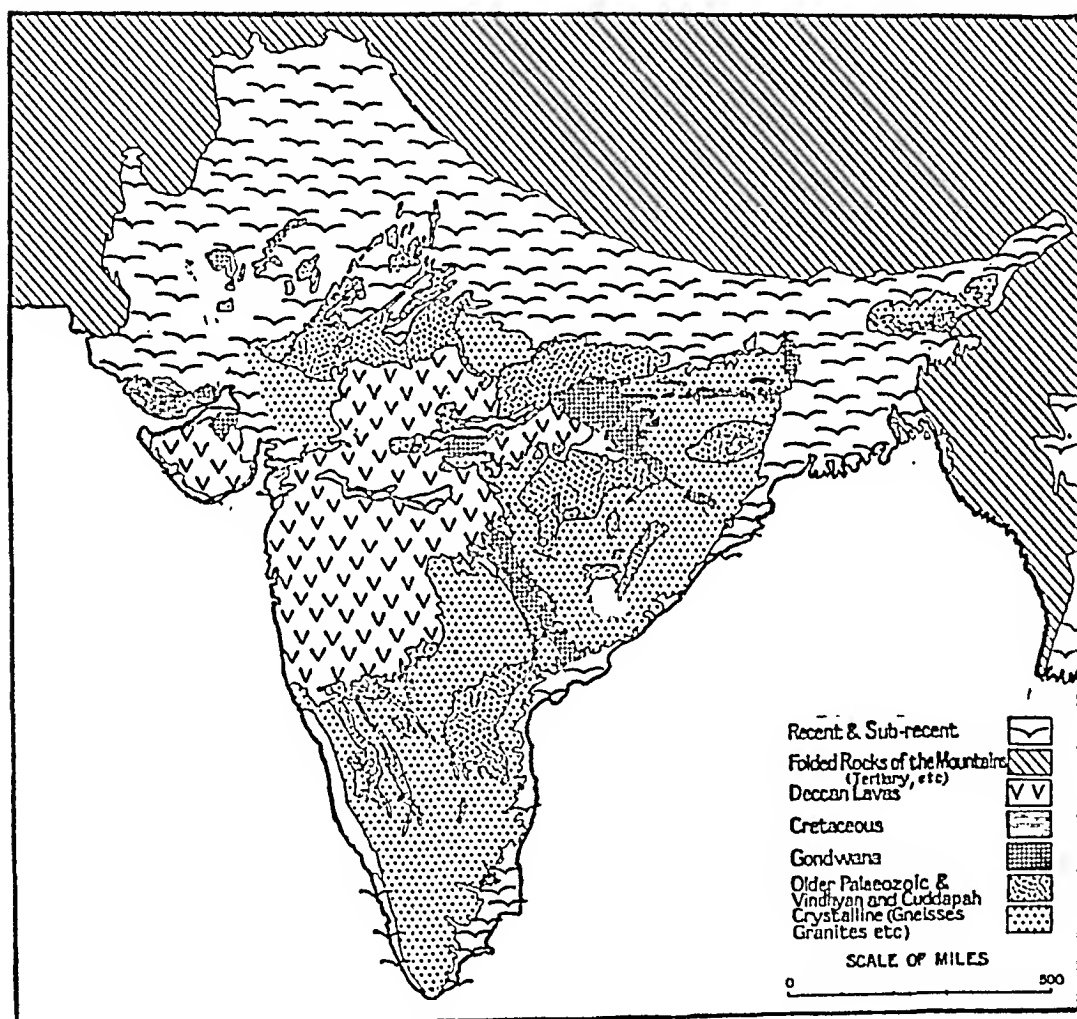 Recent & Sub-recent
Folded Rocks of the Mountains
(Tertiary, etc)
Deccan Lavas
Cretaceous
Gondwana
Older Palaeozoic &
Vindhyan and Cuddapah
Crystalline (Gneisses
Granites etc)
SCALE OF MILES
0 500